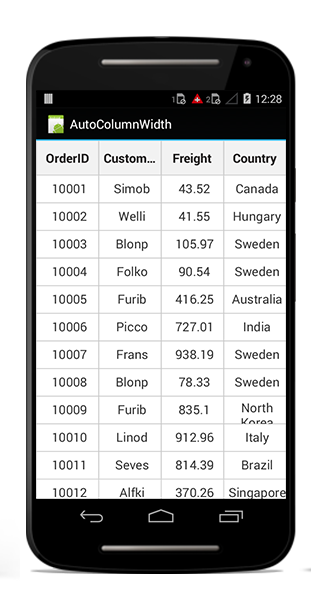 1 2 12:28
AutoColumnWidth
OrderID Custom... Freight Country
10001 Simob 43.52 Canada
10002 Welli 41.55 Hungary
10003 Blonp 105.97 Sweden
10004 Folko 90.54 Sweden
10005 Furib 416.25 Australia
10006 Picco 727.01 India
10007 Frans 938.19 Sweden
10008 Blonp 78.33 Sweden
10009 Furib 835.1 North
Korea
10010 Linod 912.96 Italy
10011 Seves 814.39 Brazil
10012 Alfki 370.26 Singapore